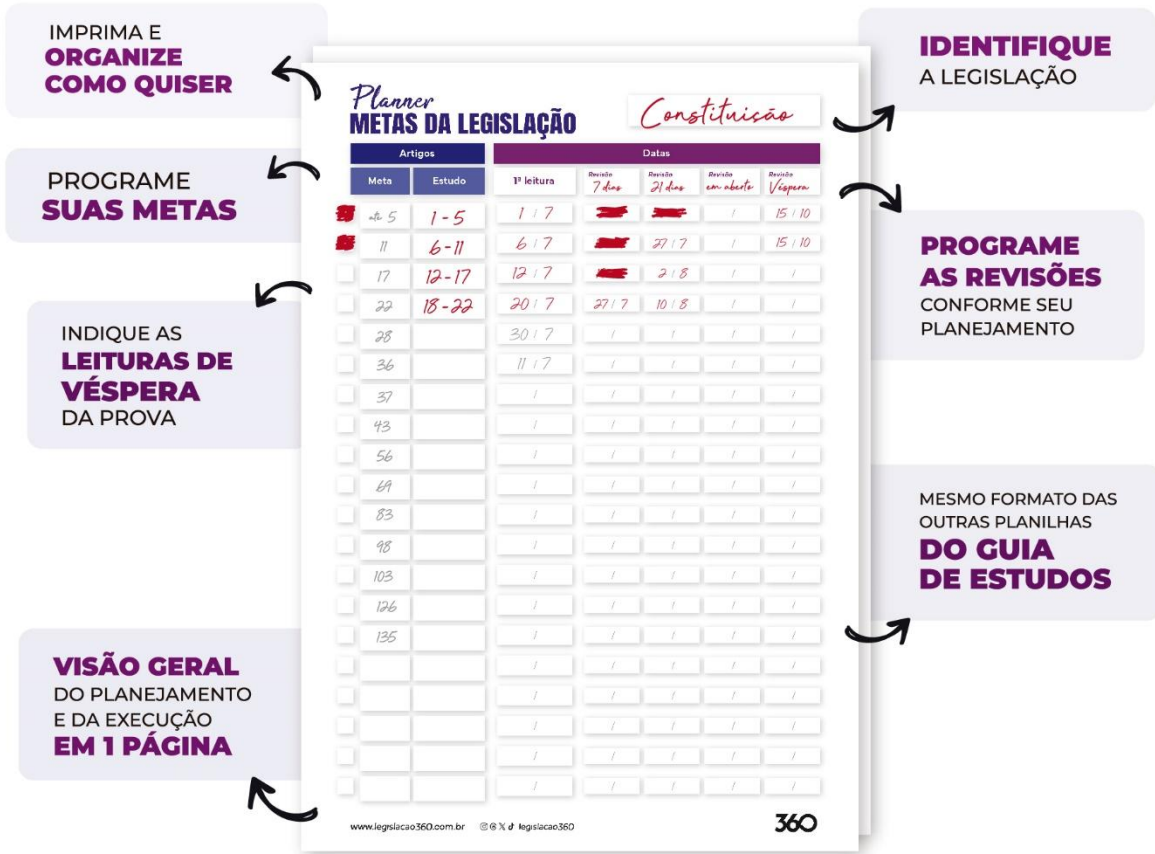 IMPRIMA E
ORGANIZE
COMO QUISER
PROGRAME
SUAS METAS
INDIQUE AS
LEITURAS DE
VÉSPERA
DA PROVA
VISÃO GERAL
DO PLANEJAMENTO
E DA EXECUÇÃO
EM 1 PÁGINA
Planner
METAS DA LEGISLAÇÃO
Constituição
Artigos Datas
Meta Estudo 1ª leitura Revisão 7 dias Revisão 21 dias Revisão em aberto Revisão Véspera
até 5 1 - 5 1 / 7 / 15 / 10
11 6 - 11 6 / 7 27 / 7 / 15 / 10
17 12 - 17 12 / 7 2 / 8 / /
22 18 - 22 20 / 7 27 / 7 10 / 8 / /
28 30 / 7 / / / /
36 11 / 7 / / / /
37 / / / / /
43 / / / / /
56 / / / / /
69 / / / / /
83 / / / / /
98 / / / / /
103 / / / / /
126 / / / / /
135 / / / / /
/ / / / /
/ / / / /
/ / / / /
/ / / / /
/ / / / /
www.legislacao360.com.br legislacao360
360
IDENTIFIQUE
A LEGISLAÇÃO
PROGRAME
AS REVISÕES
CONFORME SEU
PLANEJAMENTO
MESMO FORMATO DAS
OUTRAS PLANILHAS
DO GUIA
DE ESTUDOS